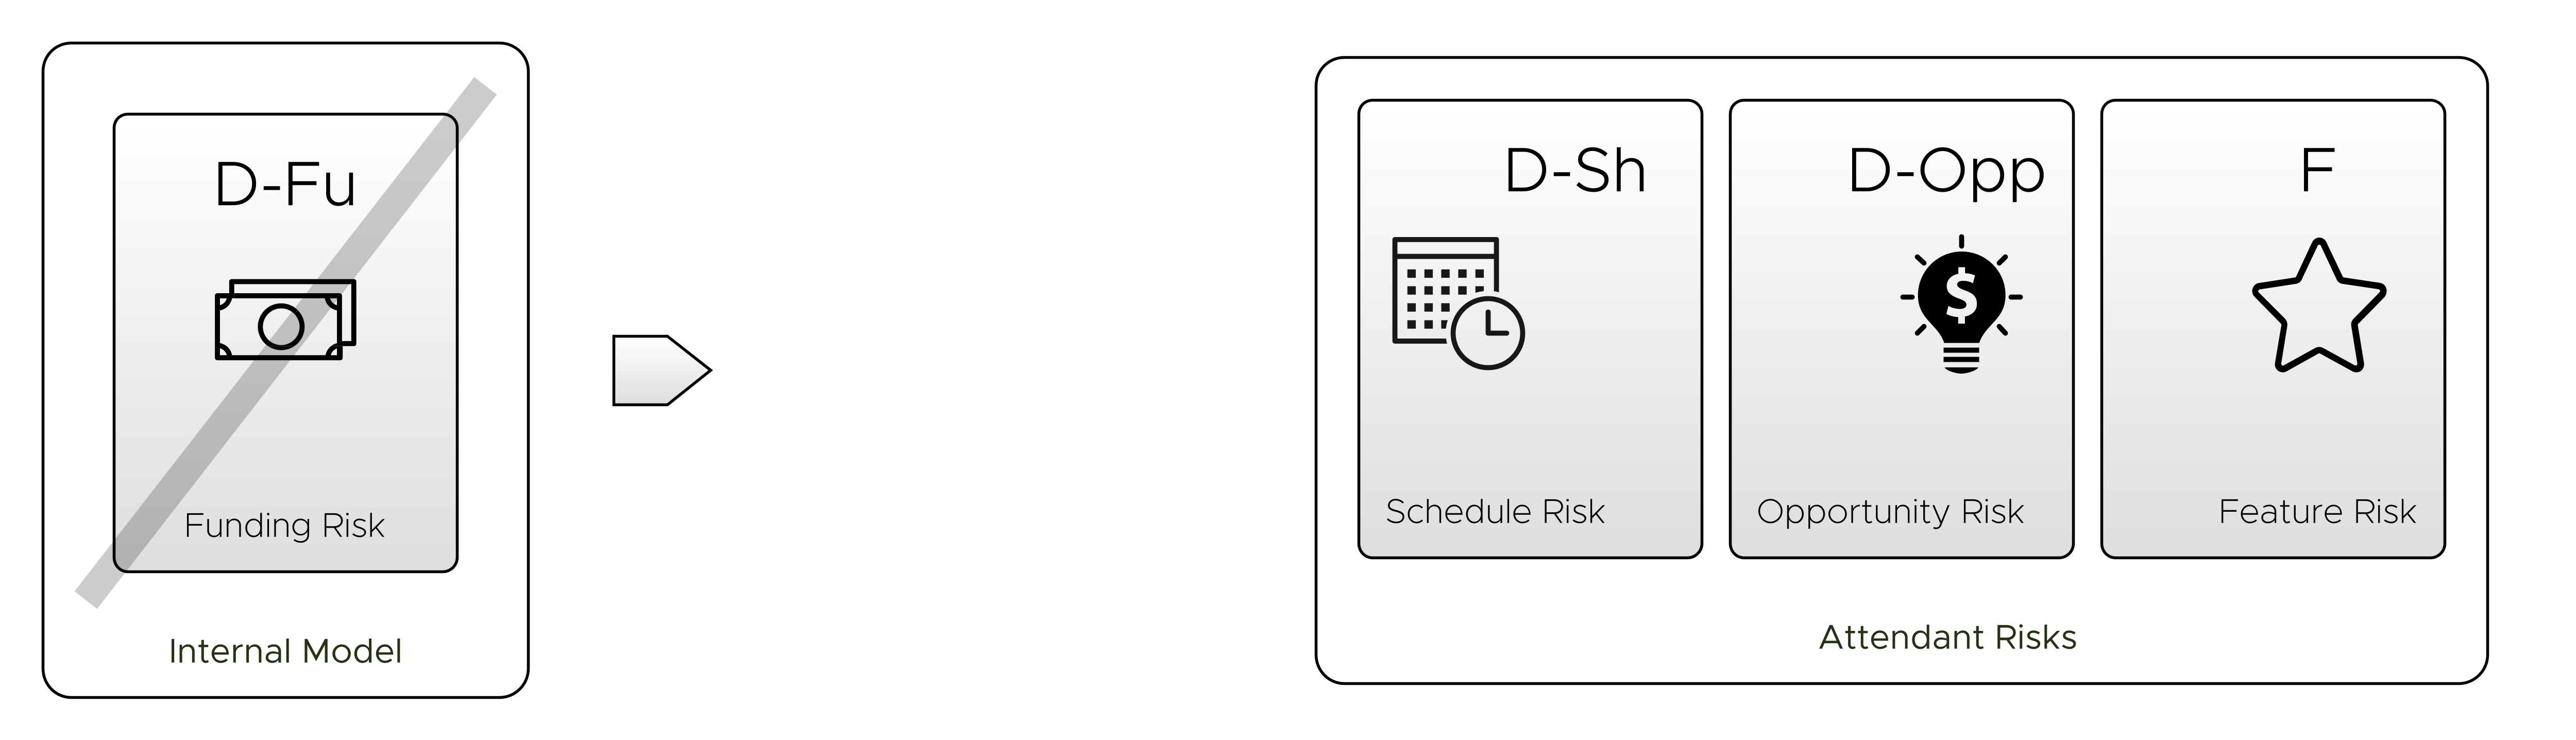 D-Fu
Funding Risk
Internal Model
D-Sh
Schedule Risk
D-Opp
$
Opportunity Risk
F
Feature Risk
Attendant Risks